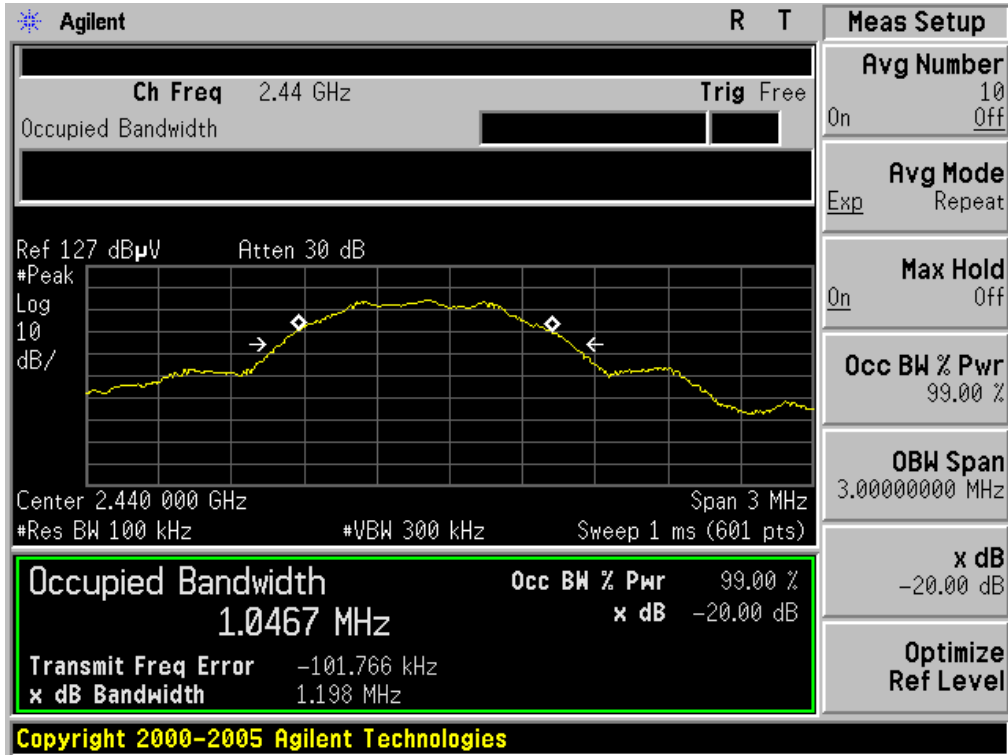 Agilent R T
Ch Freq 2.44 GHz Trig Free
Occupied Bandwidth
Ref 127 dBµV Atten 30 dB
#Peak
Log
10
dB/
Center 2.440 000 GHz Span 3 MHz
#Res BW 100 kHz #VBW 300 kHz Sweep 1 ms (601 pts)
Occupied Bandwidth
1.0467 MHz
Occ BW % Pwr 99.00 %
x dB -20.00 dB
Transmit Freq Error -101.766 kHz
x dB Bandwidth 1.198 MHz
Copyright 2000-2005 Agilent Technologies
Meas Setup
Avg Number
10
On Off
Avg Mode
Exp Repeat
Max Hold
On Off
Occ BW % Pwr
99.00 %
OBW Span
3.00000000 MHz
x dB
-20.00 dB
Optimize
Ref Level